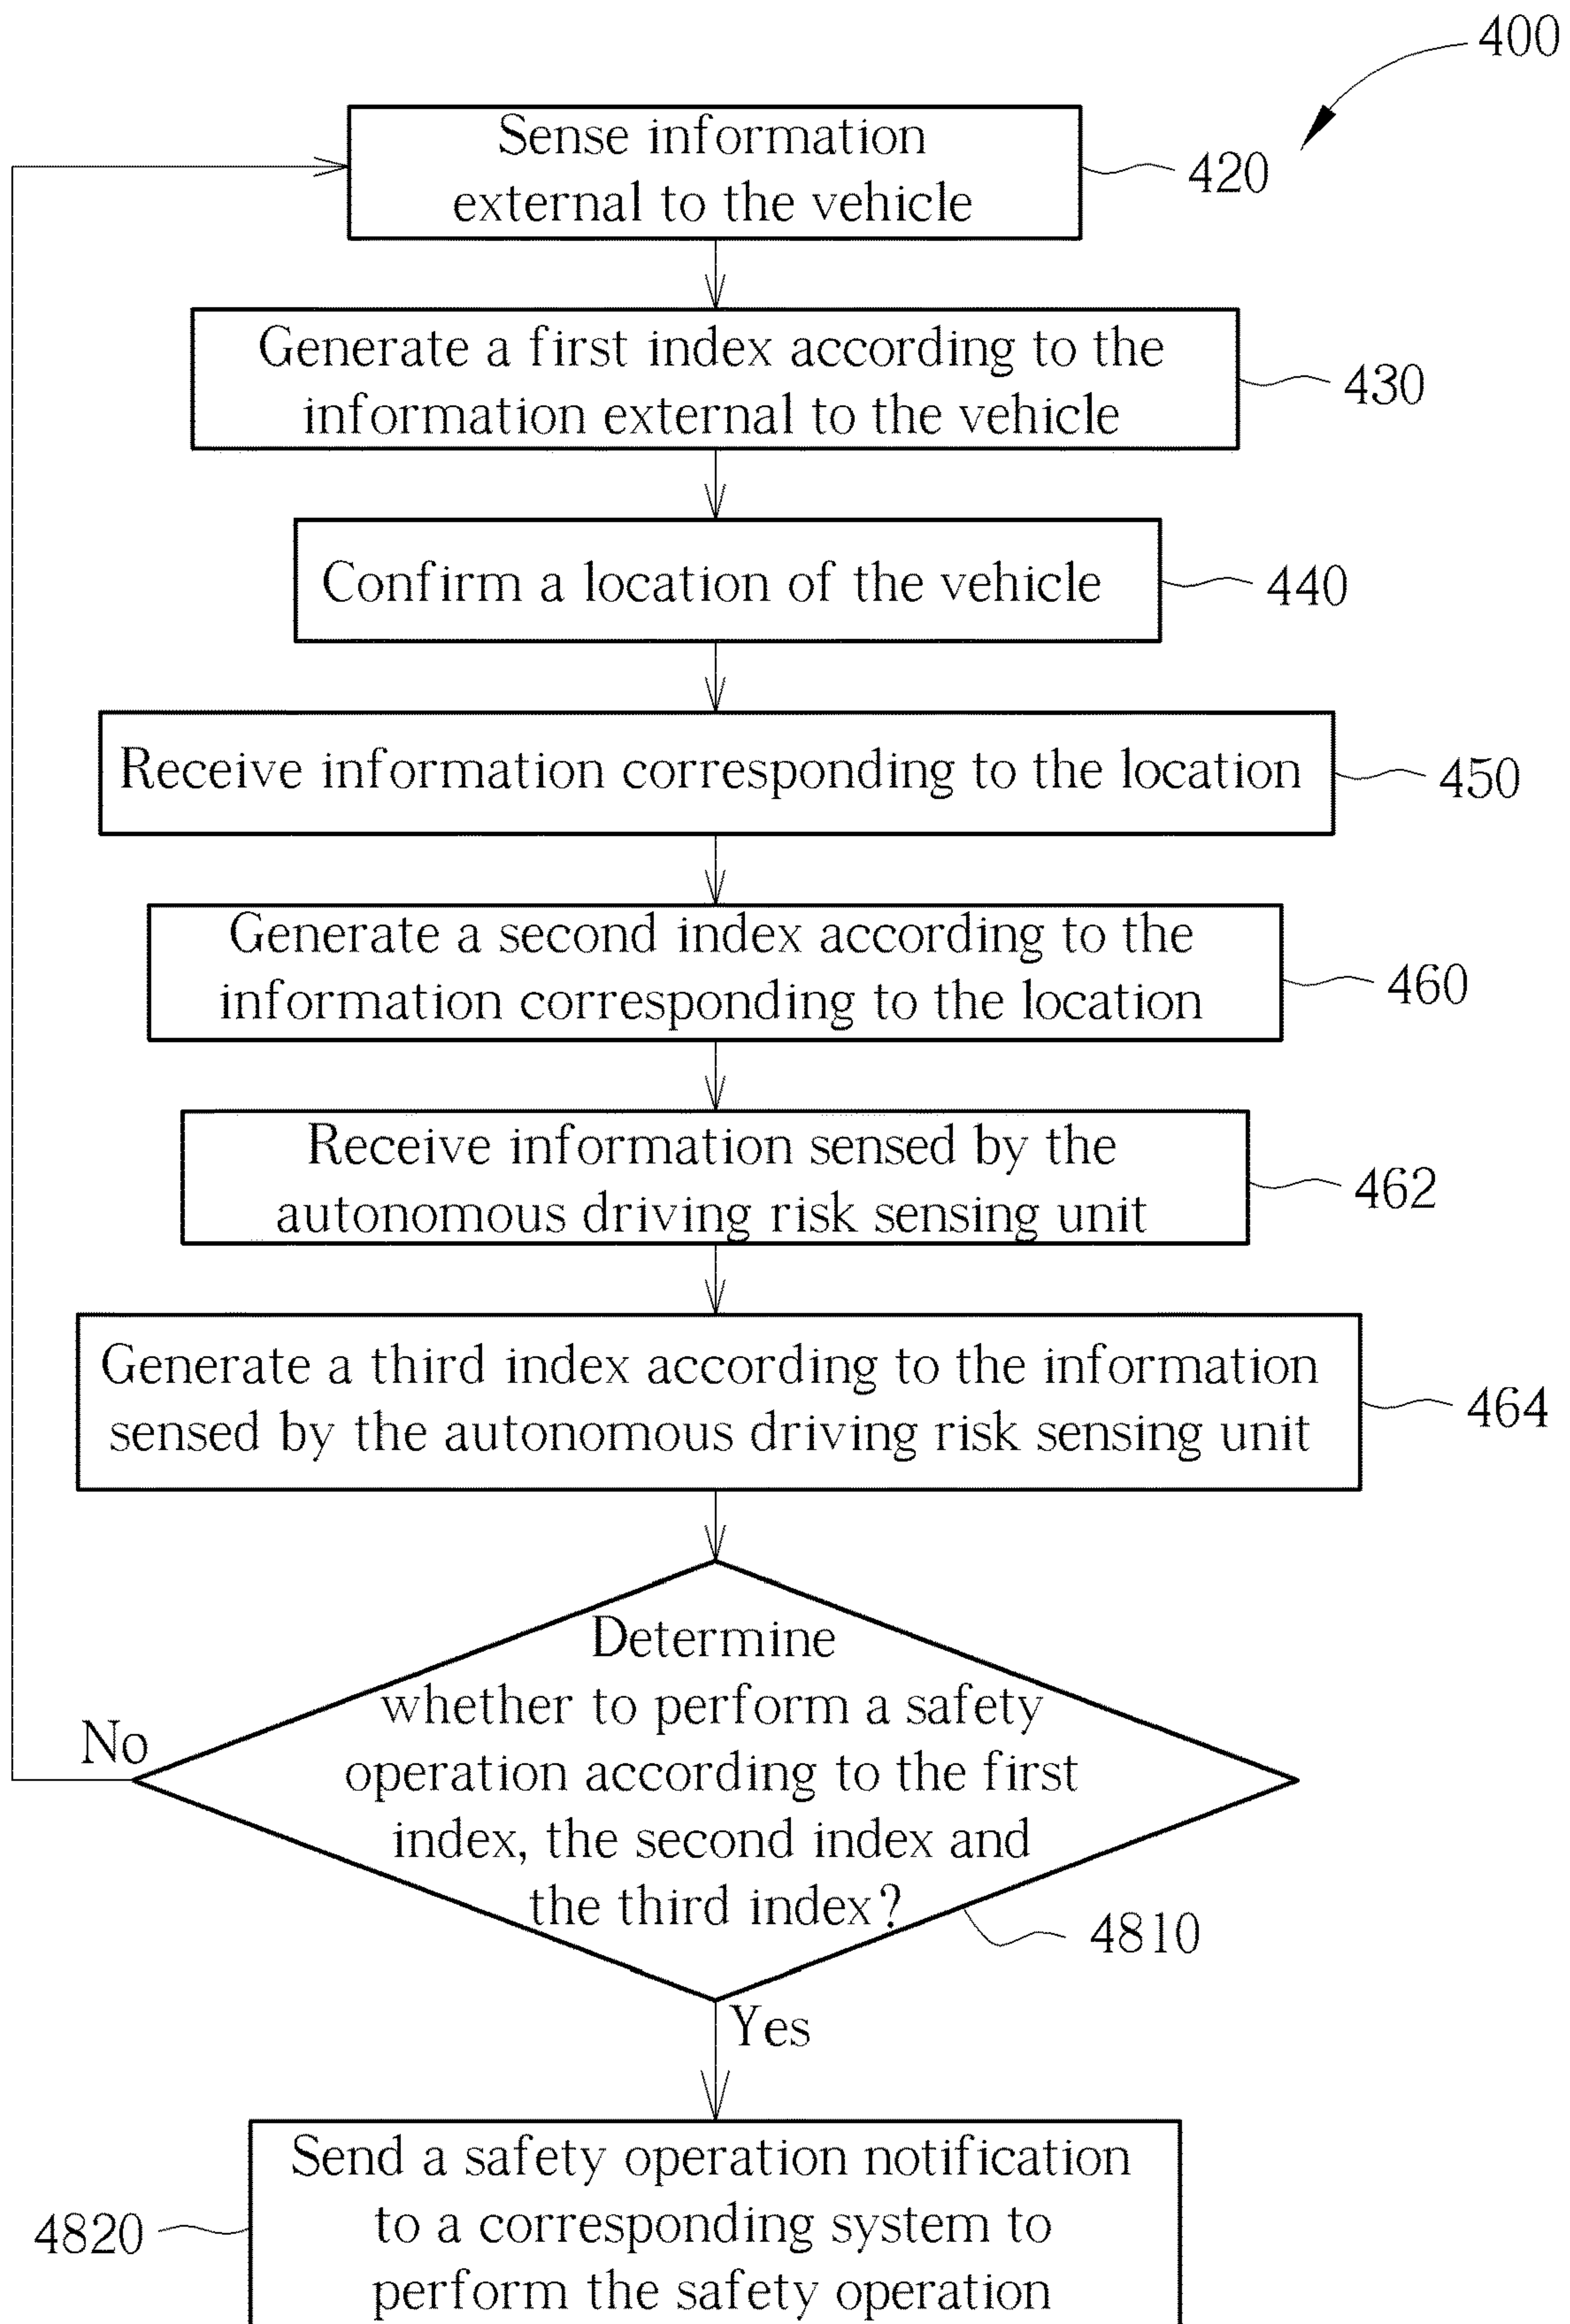 400
Sense information
external to the vehicle
420
Generate a first index according to the
information external to the vehicle
430
Confirm a location of the vehicle
440
Receive information corresponding to the location
450
Generate a second index according to the
information corresponding to the location
460
Receive information sensed by the
autonomous driving risk sensing unit
462
Generate a third index according to the information
sensed by the autonomous driving risk sensing unit
464
Determine
whether to perform a safety
operation according to the first
index, the second index and
the third index?
No
4810
Yes
Send a safety operation notification
to a corresponding system to
perform the safety operation
4820